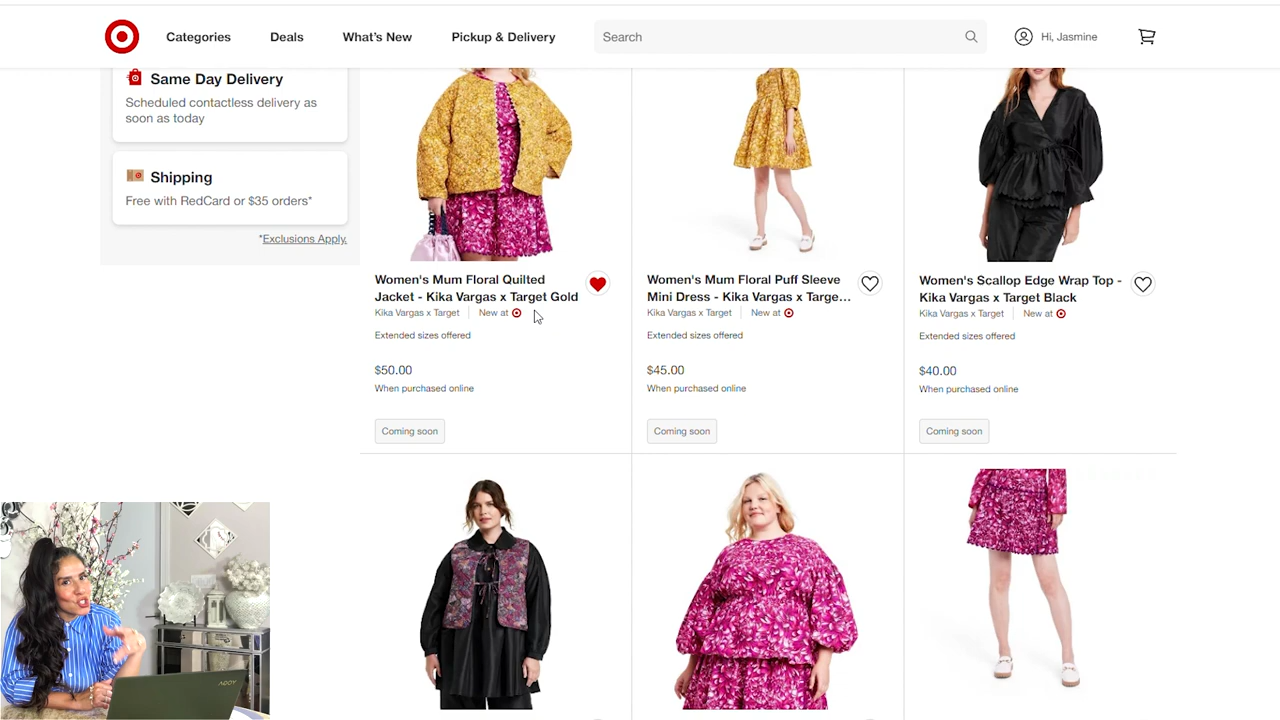 Categories
Deals
What's New
Pickup & Delivery
Search
Hi, Jasmine
Same Day Delivery
Scheduled contactless delivery as
soon as today
Shipping
Free with RedCard or $35 orders*
*Exclusions Apply.
Women's Mum Floral Quilted
Jacket - Kika Vargas x Target Gold
Kika Vargas x Target
New at
Extended sizes offered
$50.00
When purchased online
Coming soon
Women's Mum Floral Puff Sleeve
Mini Dress - Kika Vargas x Targe...
Kika Vargas x Target
New at
Extended sizes offered
$45.00
When purchased online
Coming soon
Women's Scallop Edge Wrap Top -
Kika Vargas x Target Black
Kika Vargas x Target
New at
Extended sizes offered
$40.00
When purchased online
Coming soon